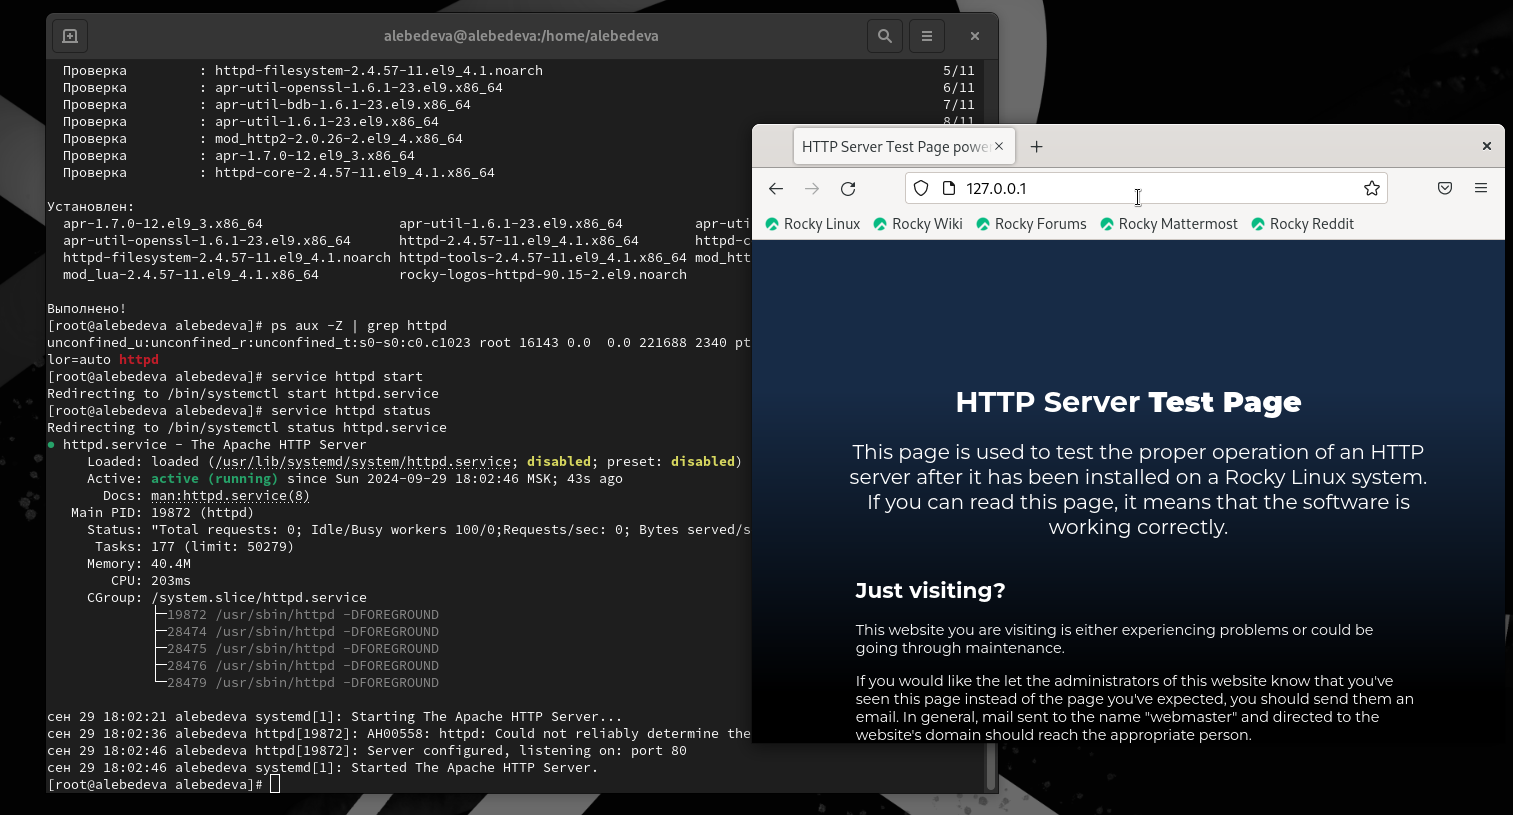 alebedeva@alebedeva:/home/alebedeva
Проверка : httpd-filesystem-2.4.57-11.el9_4.1.noarch 5/11
Проверка : apr-util-openssl-1.6.1-23.el9.x86_64 6/11
Проверка : apr-util-bdb-1.6.1-23.el9.x86_64 7/11
Проверка : apr-util-1.6.1-23.el9.x86_64 8/11
Проверка : mod_http2-2.0.26-2.el9_4.x86_64
Проверка : apr-1.7.0-12.el9_3.x86_64
Проверка : httpd-core-2.4.57-11.el9_4.1.x86_64
Установлен:
apr-1.7.0-12.el9_3.x86_64 apr-util-1.6.1-23.el9.x86_64 apr-uti
apr-util-openssl-1.6.1-23.el9.x86_64 httpd-2.4.57-11.el9_4.1.x86_64 httpd-c
httpd-filesystem-2.4.57-11.el9_4.1.noarch httpd-tools-2.4.57-11.el9_4.1.x86_64 mod_htt
mod_lua-2.4.57-11.el9_4.1.x86_64 rocky-logos-httpd-90.15-2.el9.noarch
Выполнено!
[root@alebedeva alebedeva]# ps aux -Z | grep httpd
unconfined_u:unconfined_r:unconfined_t:s0-s0:c0.c1023 root 16143 0.0 0.0 221688 2340 pt
lor=auto httpd
[root@alebedeva alebedeva]# service httpd start
Redirecting to /bin/systemctl start httpd.service
[root@alebedeva alebedeva]# service httpd status
Redirecting to /bin/systemctl status httpd.service
● httpd.service - The Apache HTTP Server
Loaded: loaded (/usr/lib/systemd/system/httpd.service; disabled; preset: disabled)
Active: active (running) since Sun 2024-09-29 18:02:46 MSK; 43s ago
Docs: man:httpd.service(8)
Main PID: 19872 (httpd)
Status: "Total requests: 0; Idle/Busy workers 100/0;Requests/sec: 0; Bytes served/s
Tasks: 177 (limit: 50279)
Memory: 40.4M
CPU: 203ms
CGroup: /system.slice/httpd.service
├─19872 /usr/sbin/httpd -DFOREGROUND
├─28474 /usr/sbin/httpd -DFOREGROUND
├─28475 /usr/sbin/httpd -DFOREGROUND
├─28476 /usr/sbin/httpd -DFOREGROUND
└─28479 /usr/sbin/httpd -DFOREGROUND
сен 29 18:02:21 alebedeva systemd[1]: Starting The Apache HTTP Server...
сен 29 18:02:36 alebedeva httpd[19872]: AH00558: httpd: Could not reliably determine the
сен 29 18:02:46 alebedeva httpd[19872]: Server configured, listening on: port 80
сен 29 18:02:46 alebedeva systemd[1]: Started The Apache HTTP Server.
[root@alebedeva alebedeva]#
HTTP Server Test Page powe
127.0.0.1
Rocky Linux Rocky Wiki Rocky Forums Rocky Mattermost Rocky Reddit
HTTP Server Test Page
This page is used to test the proper operation of an HTTP
server after it has been installed on a Rocky Linux system.
If you can read this page, it means that the software is
working correctly.
Just visiting?
This website you are visiting is either experiencing problems or could be
going through maintenance.
If you would like the let the administrators of this website know that you've
seen this page instead of the page you've expected, you should send them an
email. In general, mail sent to the name "webmaster" and directed to the
website's domain should reach the appropriate person.